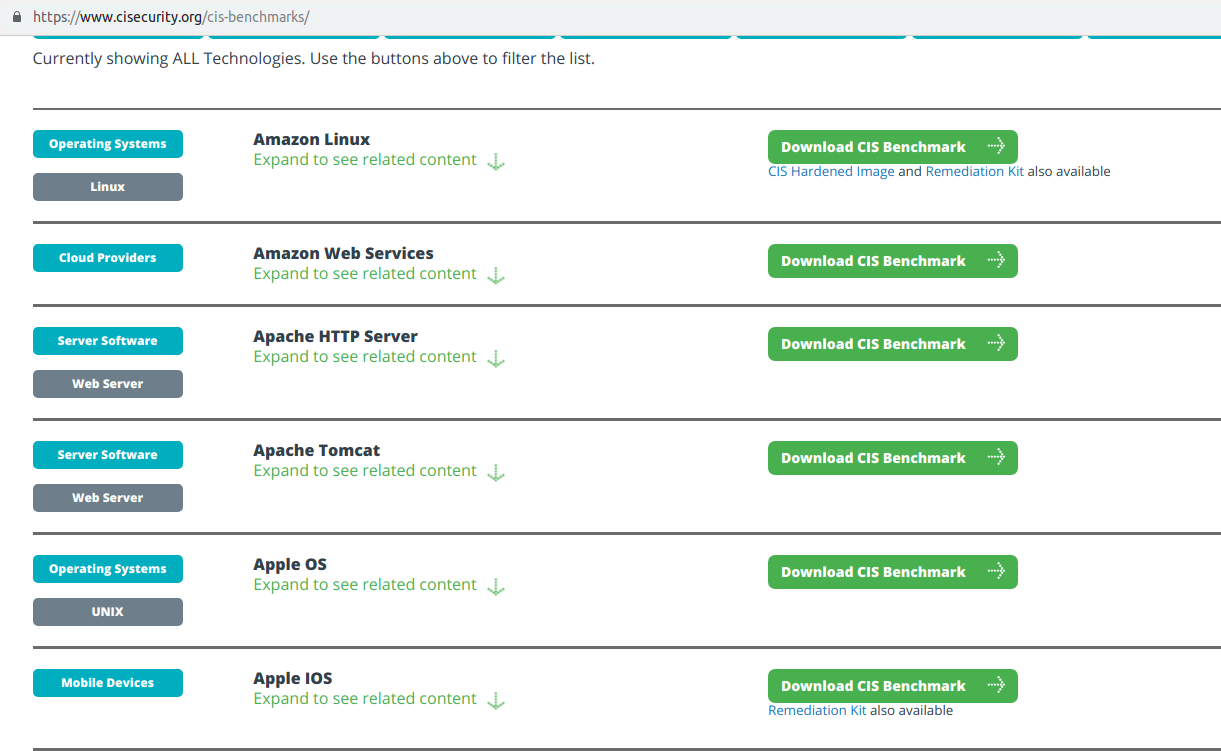 https://www.cisecurity.org/cis-benchmarks/
Currently showing ALL Technologies. Use the buttons above to filter the list.
Operating Systems
Linux
Amazon Linux
Expand to see related content
Download CIS Benchmark
CIS Hardened Image and Remediation Kit also available
Cloud Providers
Amazon Web Services
Expand to see related content
Download CIS Benchmark
Server Software
Web Server
Apache HTTP Server
Expand to see related content
Download CIS Benchmark
Server Software
Web Server
Apache Tomcat
Expand to see related content
Download CIS Benchmark
Operating Systems
UNIX
Apple OS
Expand to see related content
Download CIS Benchmark
Mobile Devices
Apple IOS
Expand to see related content
Download CIS Benchmark
Remediation Kit also available